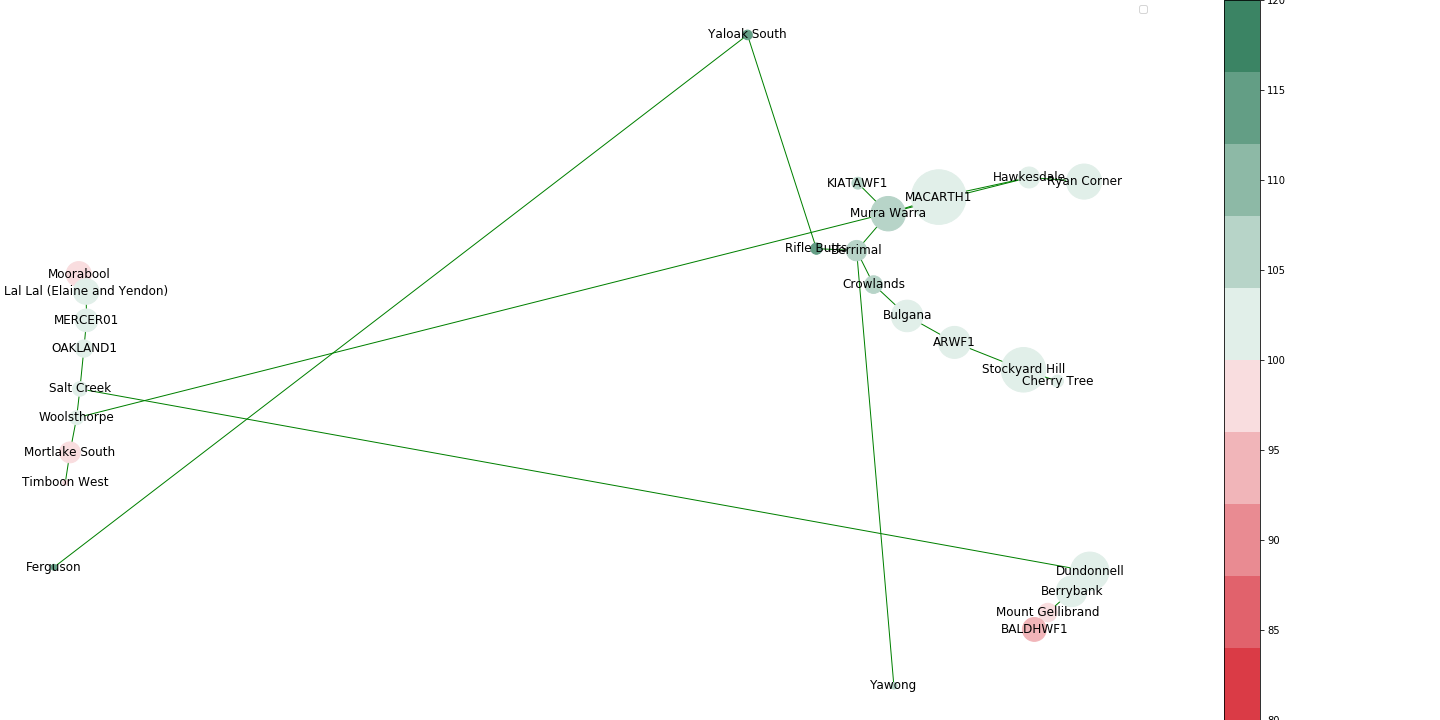 120
Yaloak South
115
KIATAWF1
MACARTH1
Hawkesdale
Ryan Corner
110
Murra Warra
Rifle Butts
Berrimal
105
Moorabool
Lal Lal (Elaine and Yendon)
Crowlands
MERCER01
Bulgana
OAKLAND1
ARWF1
100
Stockyard Hill
Cherry Tree
Salt Creek
Woolsthorpe
Mortlake South
95
Timboon West
90
Ferguson
Dundonnell
Berrybank
Mount Gellibrand
BALDHWF1
85
Yawong
80